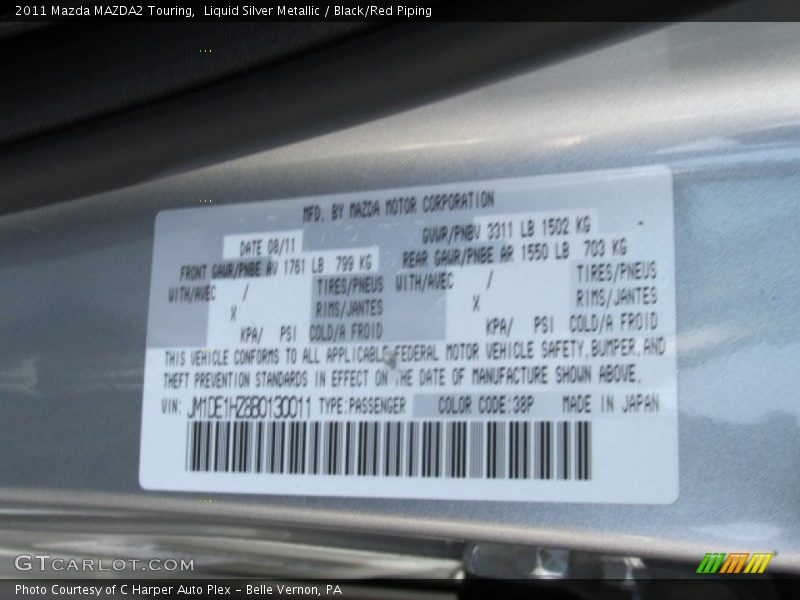 2011 Mazda MAZDA2 Touring, Liquid Silver Metallic / Black/Red Piping
MFD. BY MAZDA MOTOR CORPORATION
DATE 08/11 GVWR/PNBV 3311 LB 1502 KG
FRONT GAWR/PNBE AV 1761 LB 799 KG REAR GAWR/PNBE AR 1550 LB 703 KG
WITH/AVEC / TIRES/PNEUS WITH/AVEC / TIRES/PNEUS
X RIMS/JANTES X RIMS/JANTES
KPA/ PSI COLD/A FROID KPA/ PSI COLD/A FROID
THIS VEHICLE CONFORMS TO ALL APPLICABLE FEDERAL MOTOR VEHICLE SAFETY, BUMPER, AND
THEFT PREVENTION STANDARDS IN EFFECT ON THE DATE OF MANUFACTURE SHOWN ABOVE.
VIN: JM1DE1HZ8B0130011 TYPE:PASSENGER COLOR CODE:38P MADE IN JAPAN
GTCARLOT.COM
Photo Courtesy of C Harper Auto Plex - Belle Vernon, PA